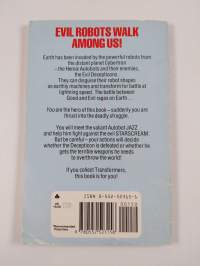 EVIL ROBOTS WALK
AMONG US!
Earth has been invaded by the powerful robots from
the distant planet Cybertron
– the Heroic Autobots and their enemies,
the Evil Decepticons.
They can disguise their robot shapes
as earthly machines and transform for battle at
lightning speed. The battle between
Good and Evil rages on Earth ...
You are the hero of this book – suddenly you are
thrust into the deadly struggle.
You will meet the valiant Autobot JAZZ
and help him fight against the evil STARSCREAM.
But be careful – your actions will decide
whether the Decepticon is defeated or whether he
gets the terrible weapons he needs
to overthrow the world!
If you collect Transformers,
this book is for you!